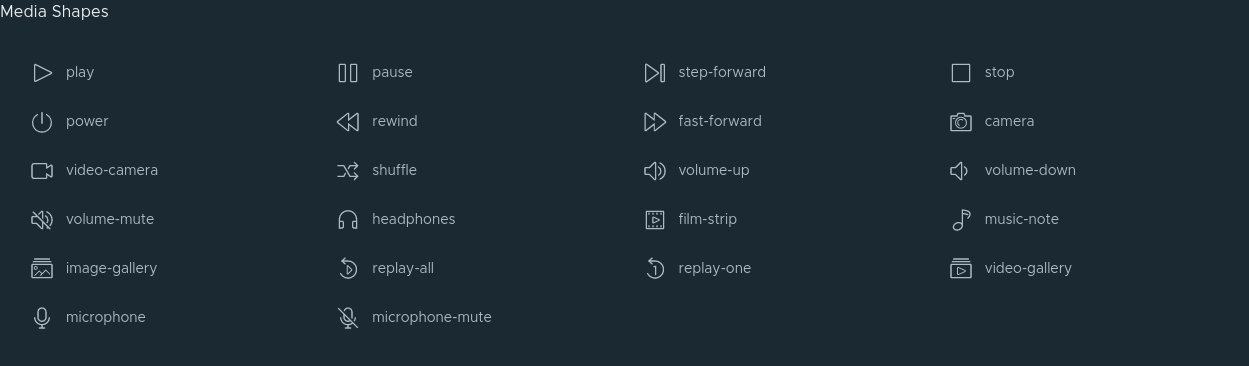 Media Shapes
play pause step-forward stop
power rewind fast-forward camera
video-camera shuffle volume-up volume-down
volume-mute headphones film-strip music-note
image-gallery replay-all replay-one video-gallery
microphone microphone-mute